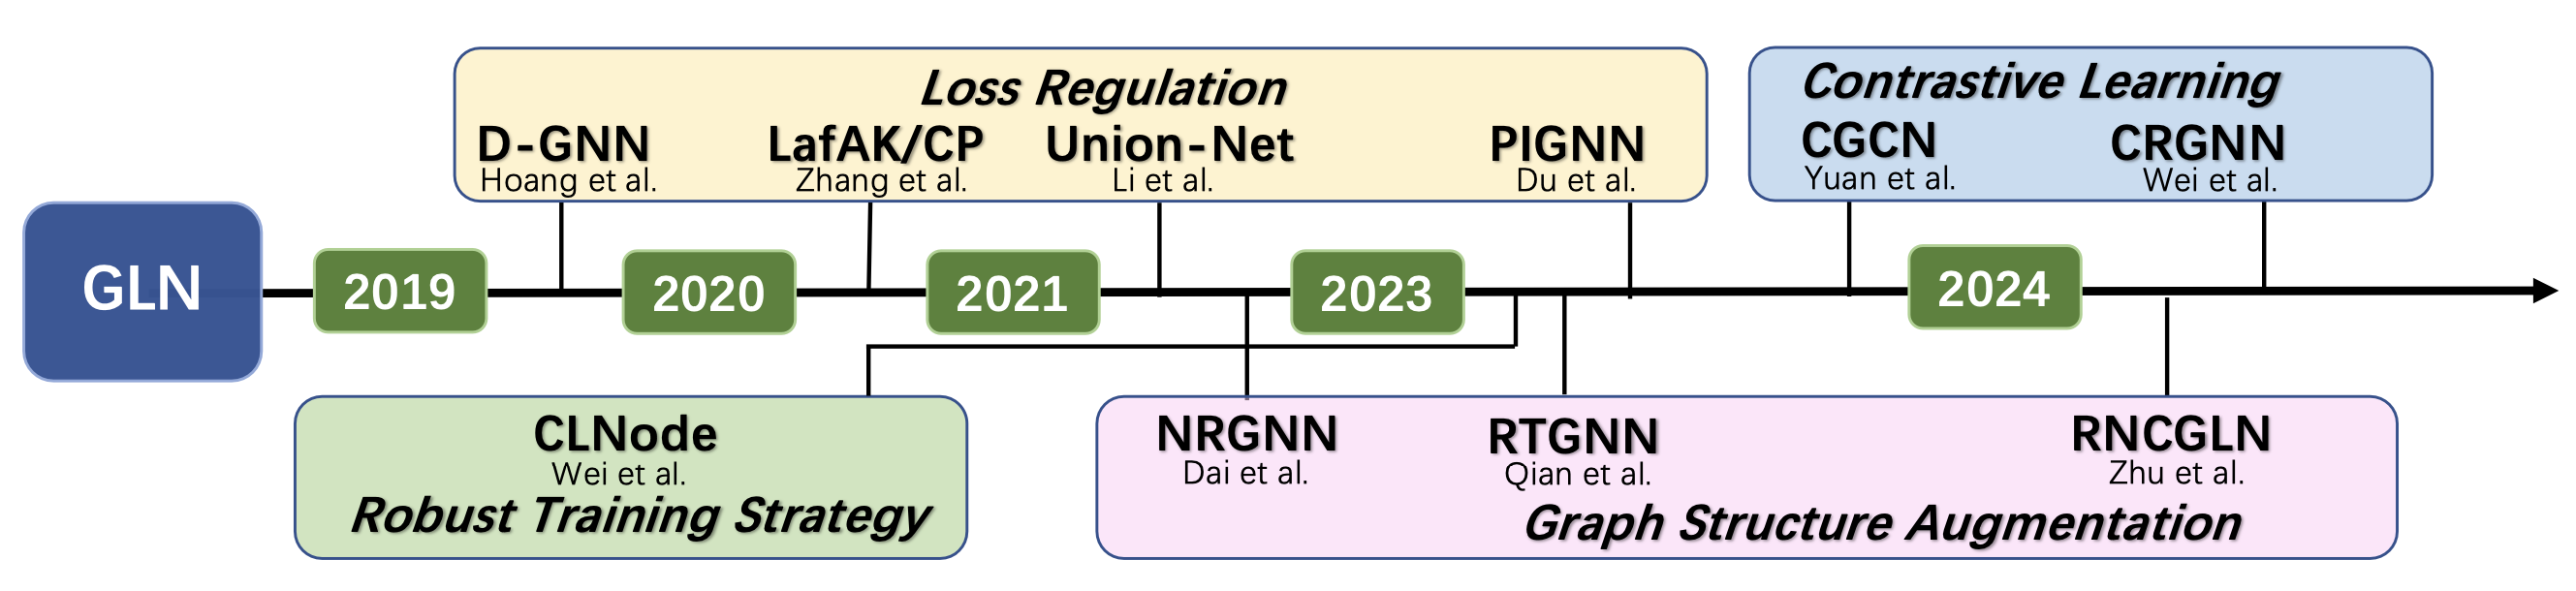 Loss Regulation
D-GNN LafAK/CP Union-Net PIGNN
Hoang et al. Zhang et al. Li et al. Du et al.
Contrastive Learning
CGCN CRGNN
Yuan et al. Wei et al.
GLN 2019 2020 2021 2023 2024
CLNode
Wei et al.
Robust Training Strategy
NRGNN RTGNN RNCGLN
Dai et al. Qian et al. Zhu et al.
Graph Structure Augmentation